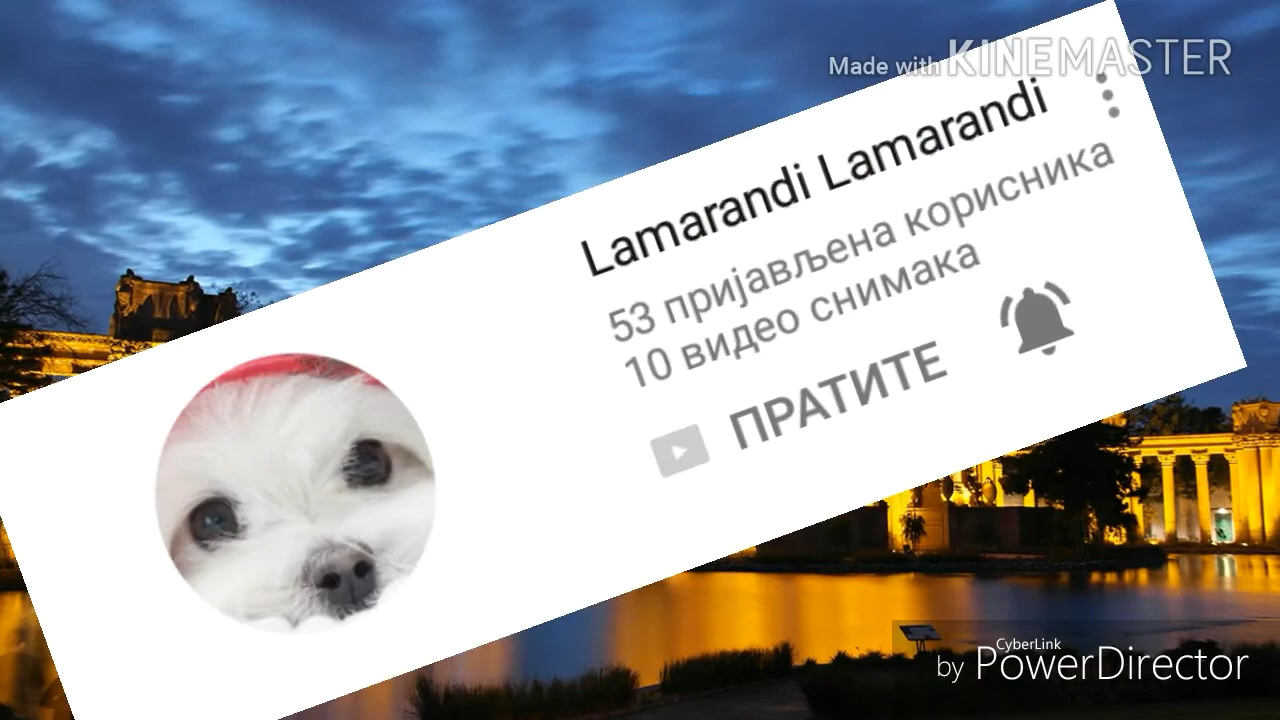 Made with KINEMASTER
Lamarandi Lamarandi
53 пријављена корисника
10 видео снимака
ПРАТИТЕ
CyberLink
by PowerDirector